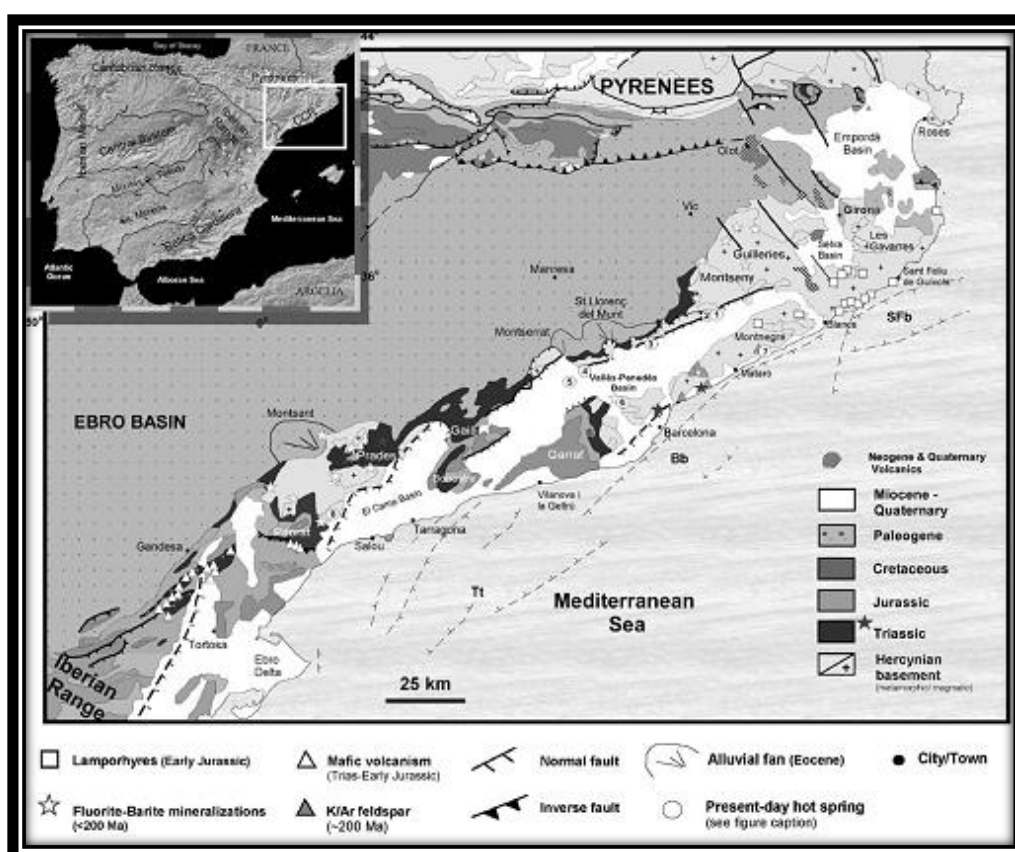 Bay of Biscay
FRANCE
Cantabrian
Pyrenees
Iberian
Range
CCR
Central System
Iberian Massif
Mediterranean Sea
Atlantic
Ocean
Alboran Sea
ARGELIA
0°
PYRENEES
Roses
Empordà
Basin
Olot
Vic
Girona
Les
Gavarres
Selva
Basin
Guilleries
Manresa
Montseny
Sant Feliu
de Guíxols
St.Llorenç
del Munt
Montserrat
Montnegre
Blanes
SFb
Vallès-Penedès
Basin
Mataró
EBRO BASIN
Montsant
Barcelona
Bb
Prades
Gaià
Garraf
Vilanova i
la Geltrú
El Camp Basin
Tarragona
Salou
Gandesa
Tt
Mediterranean
Sea
Tortosa
Ebro
Delta
Iberian
Range
25 km
Neogene & Quaternary
Volcanics
Miocene -
Quaternary
Paleogene
Cretaceous
Jurassic
Triassic
Hercynian
basement
(metamorphic/ magmatic)
Lamporhyres (Early Jurassic)
Mafic volcanism
(Trias-Early Jurassic)
Normal fault
Alluvial fan (Eocene)
City/Town
Fluorite-Barite mineralizations
(<200 Ma)
K/Ar feldspar
(~200 Ma)
Inverse fault
Present-day hot spring
(see figure caption)